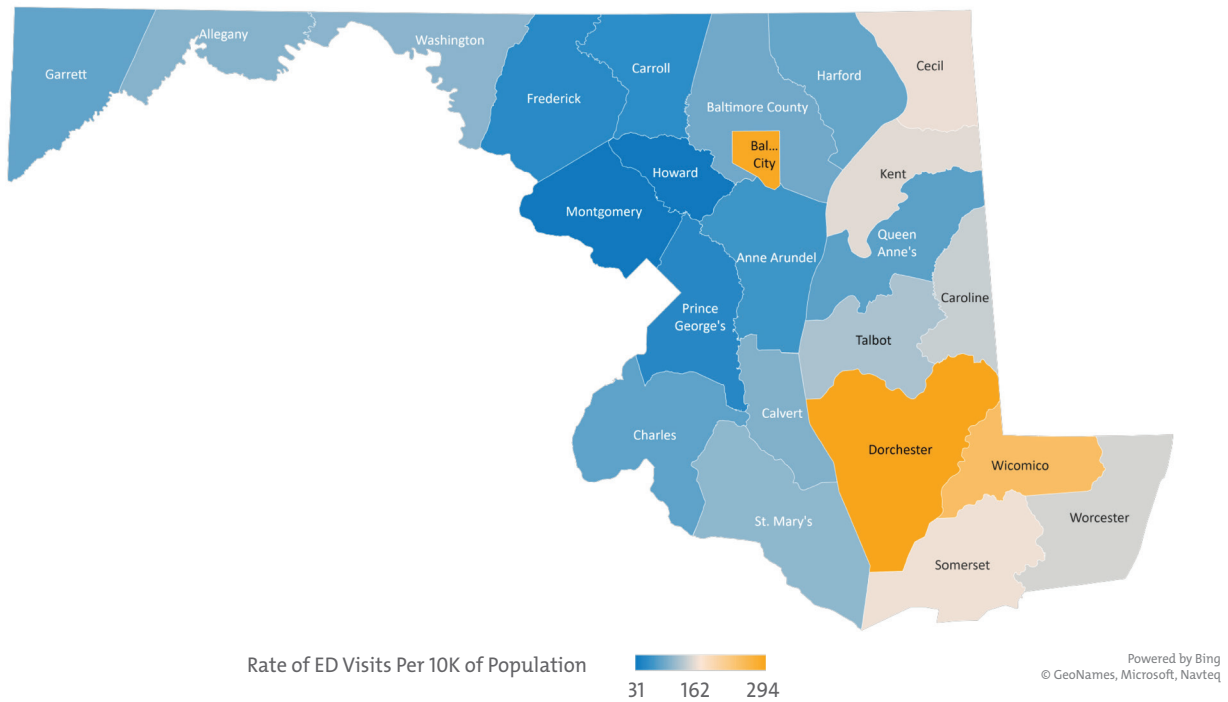 Garrett
Allegany
Washington
Frederick
Carroll
Baltimore County
Harford
Cecil
Bal...
City
Howard
Kent
Montgomery
Queen
Anne's
Anne Arundel
Caroline
Prince
George's
Talbot
Calvert
Charles
Dorchester
Wicomico
St. Mary's
Worcester
Somerset
Rate of ED Visits Per 10K of Population
31
162
294
Powered by Bing
© GeoNames, Microsoft, Navteq